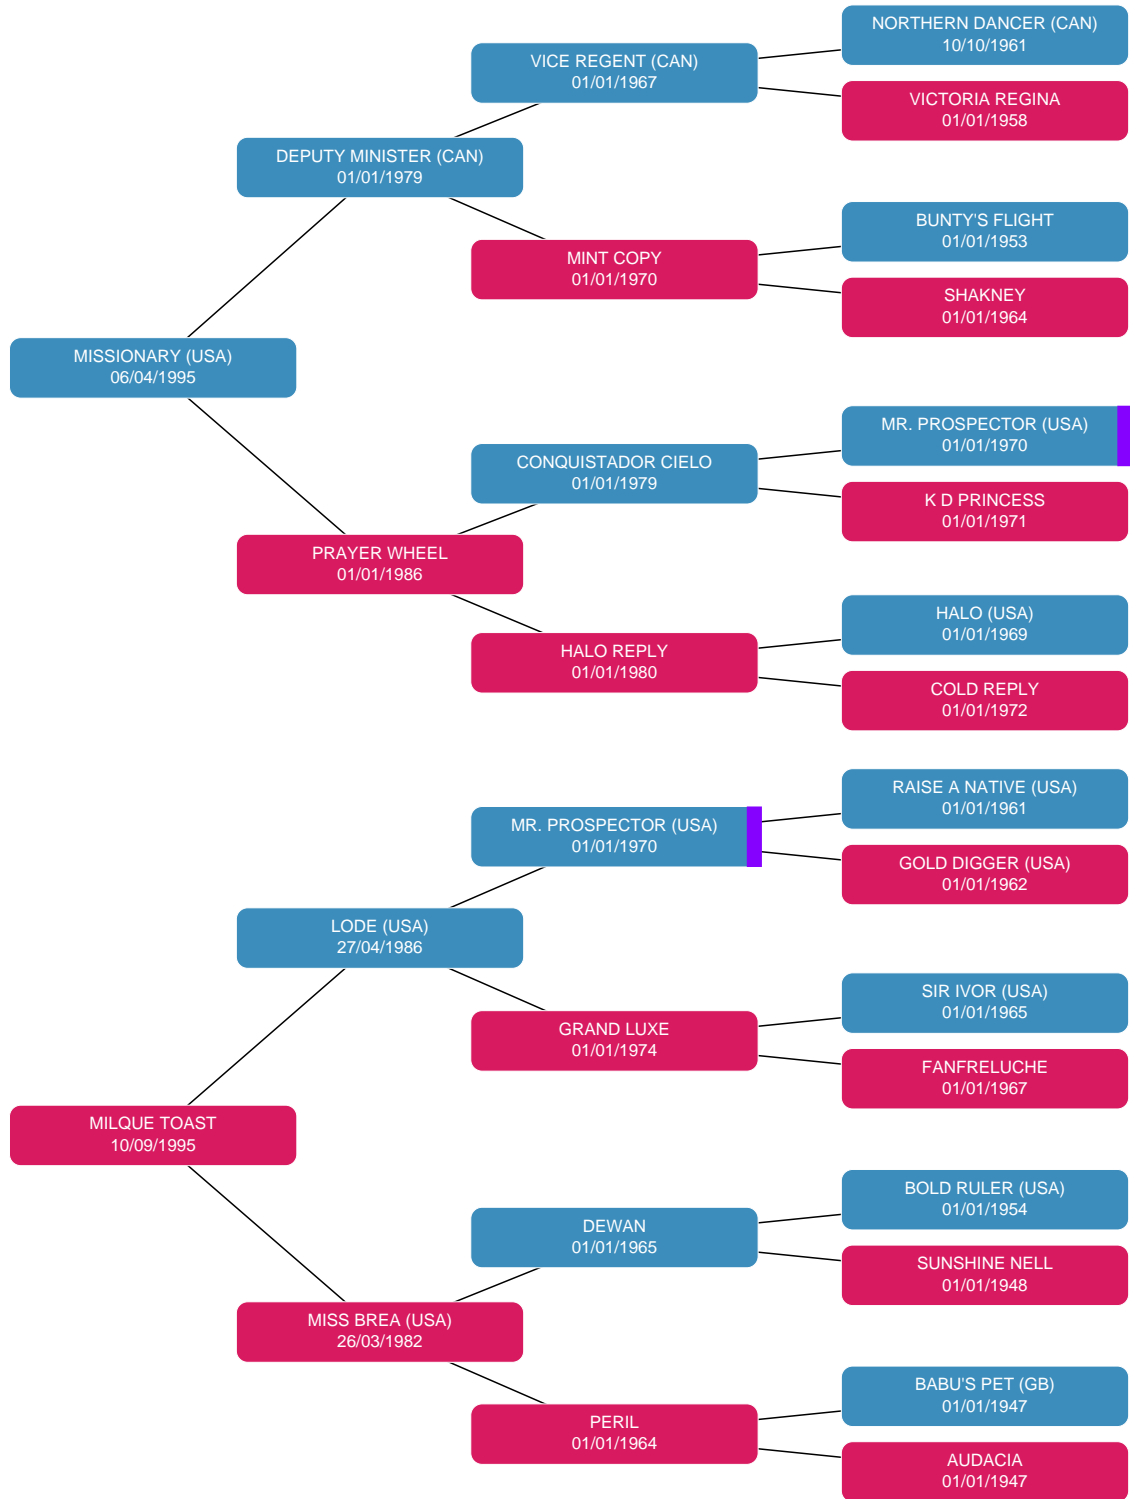 NORTHERN DANCER (CAN)
10/10/1961
VICE REGENT (CAN)
01/01/1967
VICTORIA REGINA
01/01/1958
DEPUTY MINISTER (CAN)
01/01/1979
BUNTY'S FLIGHT
01/01/1953
MINT COPY
01/01/1970
SHAKNEY
01/01/1964
MISSIONARY (USA)
06/04/1995
MR. PROSPECTOR (USA)
01/01/1970
CONQUISTADOR CIELO
01/01/1979
K D PRINCESS
01/01/1971
PRAYER WHEEL
01/01/1986
HALO (USA)
01/01/1969
HALO REPLY
01/01/1980
COLD REPLY
01/01/1972
RAISE A NATIVE (USA)
01/01/1961
MR. PROSPECTOR (USA)
01/01/1970
GOLD DIGGER (USA)
01/01/1962
LODE (USA)
27/04/1986
SIR IVOR (USA)
01/01/1965
GRAND LUXE
01/01/1974
FANFRELUCHE
01/01/1967
MILQUE TOAST
10/09/1995
BOLD RULER (USA)
01/01/1954
DEWAN
01/01/1965
SUNSHINE NELL
01/01/1948
MISS BREA (USA)
26/03/1982
BABU'S PET (GB)
01/01/1947
PERIL
01/01/1964
AUDACIA
01/01/1947